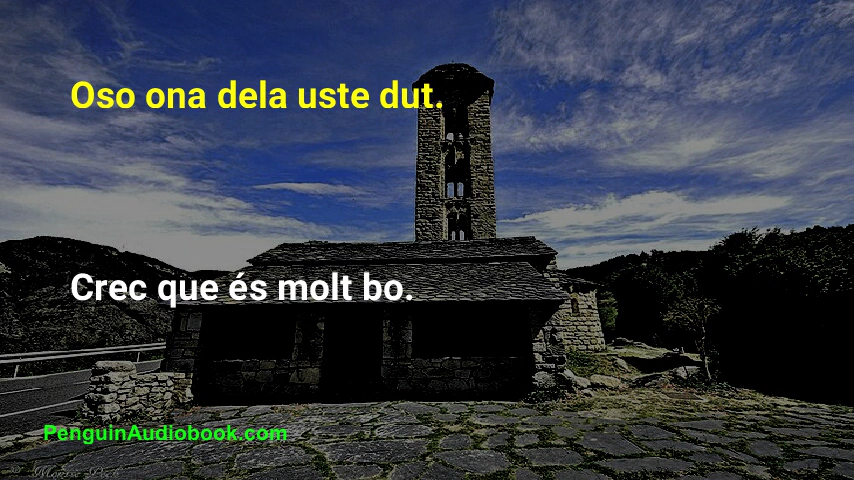 Oso ona dela uste dut.
Crec que és molt bo.
PenguinAudiobook.com